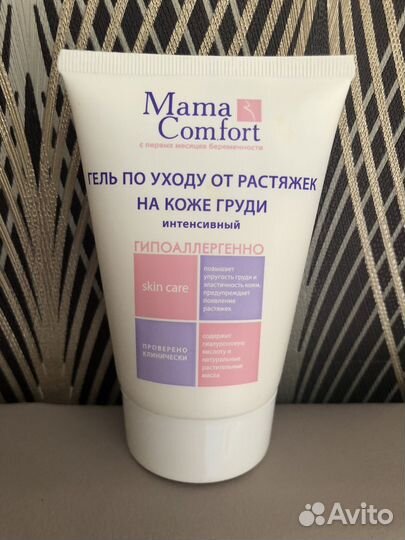 Mama
Comfort
с первых месяцев беременности
ГЕЛЬ ПО УХОДУ ОТ РАСТЯЖЕК
НА КОЖЕ ГРУДИ
интенсивный
ГИПОАЛЛЕРГЕННО
skin care
повышает
упругость груди и
эластичность кожи,
предупреждает
появление
растяжек
ПРОВЕРЕНО
КЛИНИЧЕСКИ
содержит
гиалуроновую
кислоту и
натуральные
растительные
масла
Avito